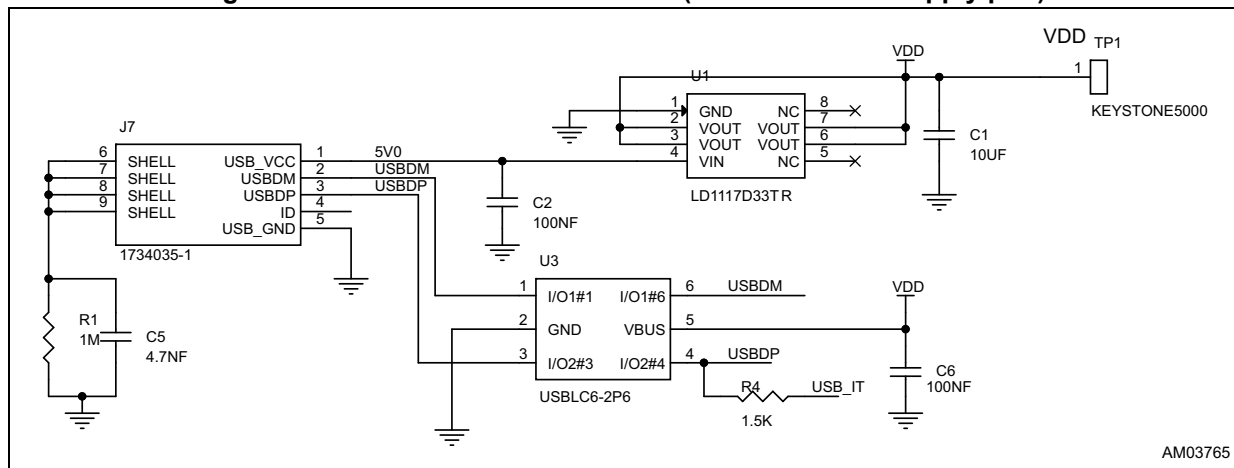 VDD TP1
VDD
1
KEYSTONE5000
U1
1 GND NC 8
2 VOUT VOUT 7
3 VOUT VOUT 6
4 VIN NC 5
LD1117D33TR
C1
10UF
J7
6 SHELL USB_VCC 1 5V0
7 SHELL USBDM 2 USBDM
8 SHELL USBDP 3 USBDP
9 SHELL ID 4
USB_GND 5
1734035-1
C2
100NF
U3
1 I/O1#1 I/O1#6 6 USBDM
2 GND VBUS 5
3 I/O2#3 I/O2#4 4 USBDP
USBLC6-2P6
VDD
R1
1M
C5
4.7NF
R4 USB_IT
1.5K
C6
100NF
AM03765